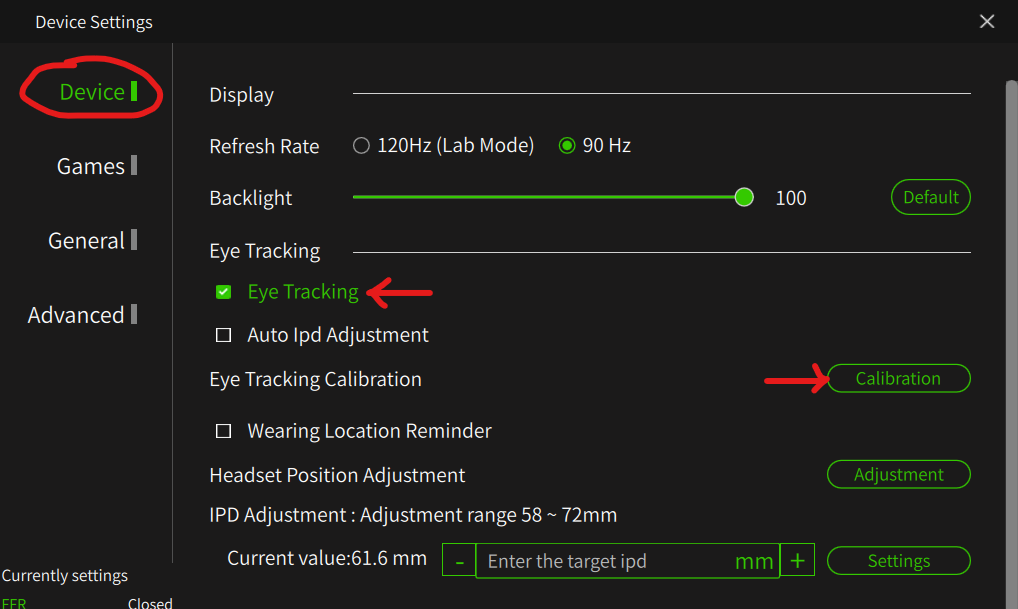 Device Settings
Device
Games
General
Advanced
Display
Refresh Rate 120Hz (Lab Mode) 90 Hz
Backlight 100 Default
Eye Tracking
Eye Tracking
Auto Ipd Adjustment
Eye Tracking Calibration Calibration
Wearing Location Reminder
Headset Position Adjustment Adjustment
IPD Adjustment : Adjustment range 58 ~ 72mm
Current value:61.6 mm - Enter the target ipd mm + Settings
Currently settings
FFR Closed